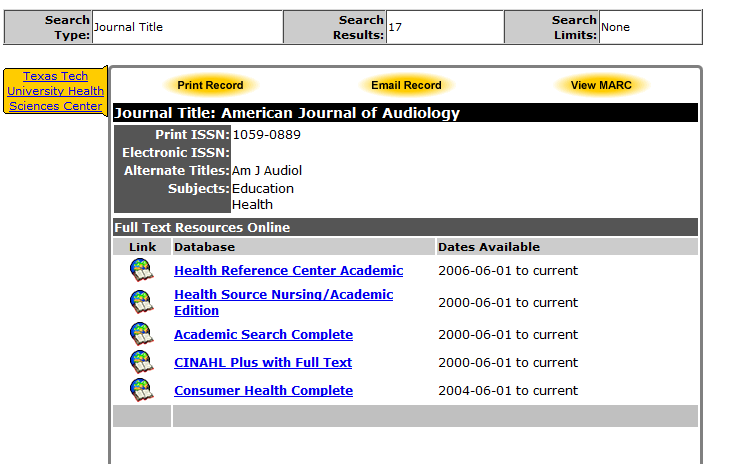 Search Type: Journal Title Search Results: 17 Search Limits: None
Texas Tech
University Health
Sciences Center
Print Record Email Record View MARC
Journal Title: American Journal of Audiology
Print ISSN: 1059-0889
Electronic ISSN:
Alternate Titles: Am J Audiol
Subjects: Education
Health
Full Text Resources Online
Link Database Dates Available
Health Reference Center Academic 2006-06-01 to current
Health Source Nursing/Academic
Edition 2000-06-01 to current
Academic Search Complete 2000-06-01 to current
CINAHL Plus with Full Text 2000-06-01 to current
Consumer Health Complete 2004-06-01 to current